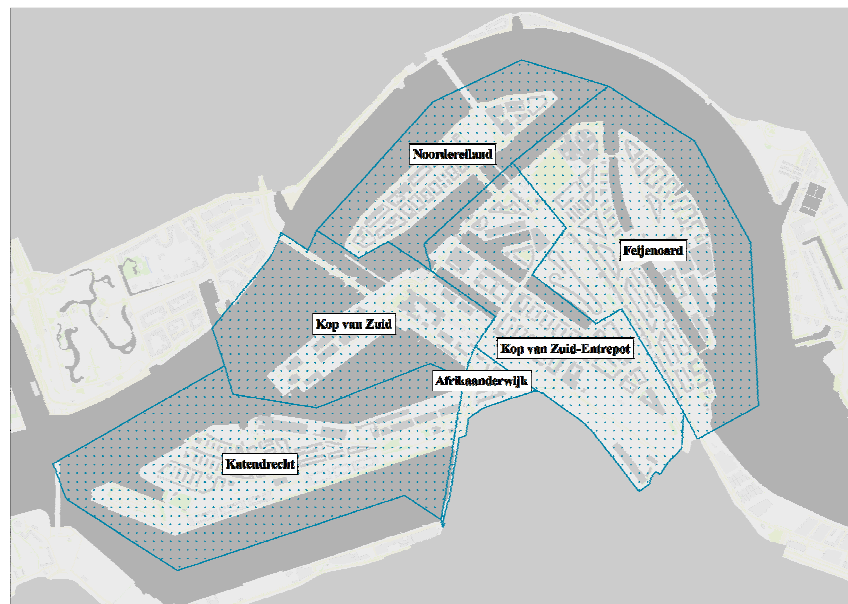 Noordereiland
Feijenoord
Kop van Zuid
Kop van Zuid-Entrepot
Afrikaanderwijk
Katendrecht